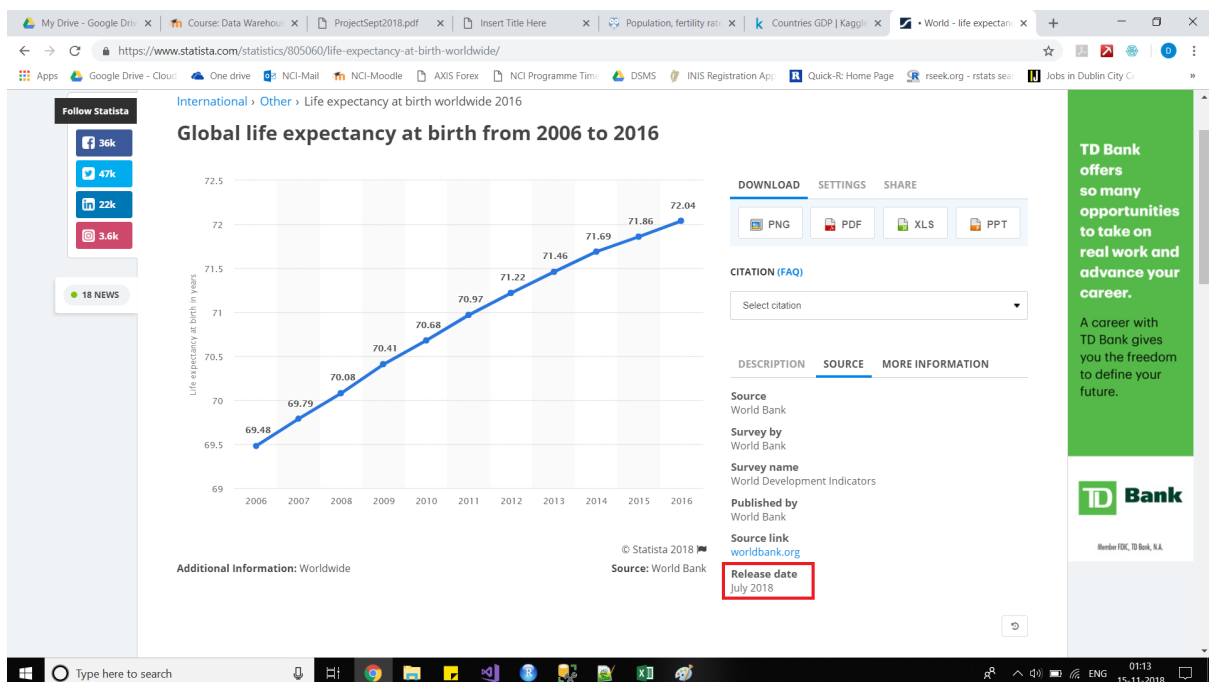 My Drive - Google Driv
Course: Data Warehous
ProjectSept2018.pdf
Insert Title Here
Population, fertility rate
Countries GDP | Kaggle
• World - life expectanc
https://www.statista.com/statistics/805060/life-expectancy-at-birth-worldwide/
Apps
Google Drive - Cloud
One drive
NCI-Mail
NCI-Moodle
AXIS Forex
NCI Programme Time
DSMS
INIS Registration App
Quick-R: Home Page
rseek.org - rstats sear
Jobs in Dublin City Ce
»
Follow Statista
36k
47k
22k
3.6k
18 NEWS
International › Other › Life expectancy at birth worldwide 2016
Global life expectancy at birth from 2006 to 2016
Life expectancy at birth in years
72.5
72
71.5
71
70.5
70
69.5
69
69.48
69.79
70.08
70.41
70.68
70.97
71.22
71.46
71.69
71.86
72.04
2006 2007 2008 2009 2010 2011 2012 2013 2014 2015 2016
© Statista 2018
Additional Information: Worldwide
Source: World Bank
DOWNLOAD SETTINGS SHARE
PNG PDF XLS PPT
CITATION (FAQ)
Select citation
DESCRIPTION SOURCE MORE INFORMATION
Source
World Bank
Survey by
World Bank
Survey name
World Development Indicators
Published by
World Bank
Source link
worldbank.org
Release date
July 2018
TD Bank
offers
so many
opportunities
to take on
real work and
advance your
career.
A career with
TD Bank gives
you the freedom
to define your
future.
TD Bank
Member FDIC, TD Bank, N.A.
Type here to search
ENG
01:13
15-11-2018